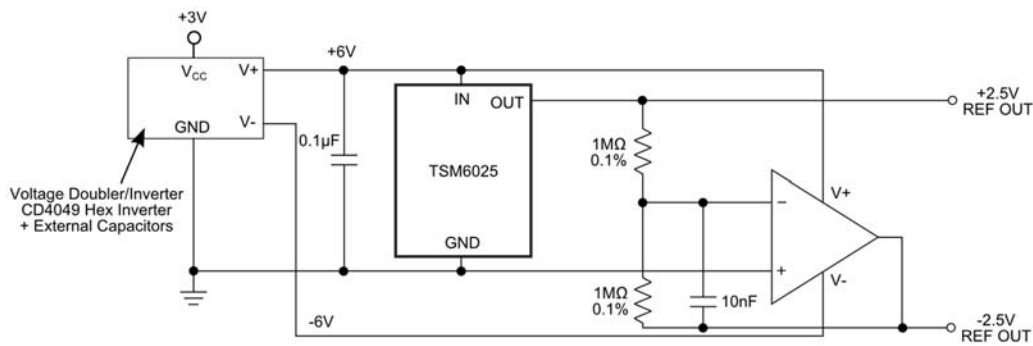 +3V
V_CC
V+
GND
V-
Voltage Doubler/Inverter
CD4049 Hex Inverter
+ External Capacitors
+6V
0.1µF
IN
OUT
TSM6025
GND
1MΩ
0.1%
1MΩ
0.1%
10nF
−
+
V+
V-
-6V
+2.5V
REF OUT
-2.5V
REF OUT